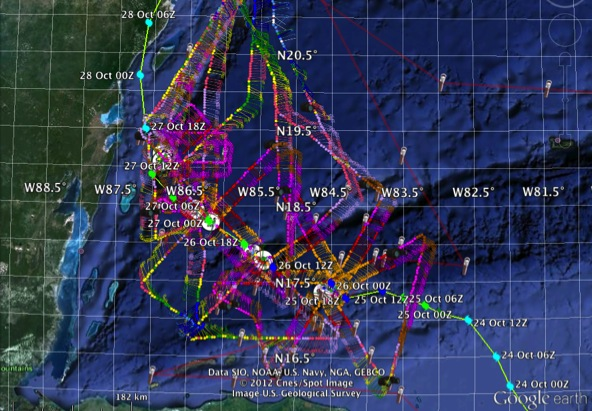 28 Oct 06Z
N20.5°
28 Oct 00Z
27 Oct 18Z
N19.5°
27 Oct 12Z
W88.5°
W87.5°
W86.5°
W85.5°
W84.5°
W83.5°
W82.5°
W81.5°
27 Oct 06Z
N18.5°
27 Oct 00Z
26 Oct 18Z
26 Oct 12Z
N17.5°
26 Oct 00Z
25 Oct 18Z
25 Oct 12Z
25 Oct 06Z
25 Oct 00Z
24 Oct 12Z
N16.5°
24 Oct 06Z
Data SIO, NOAA, U.S. Navy, NGA, GEBCO
© 2012 Cnes/Spot Image
Image U.S. Geological Survey
24 Oct 00Z
182 km
Google earth